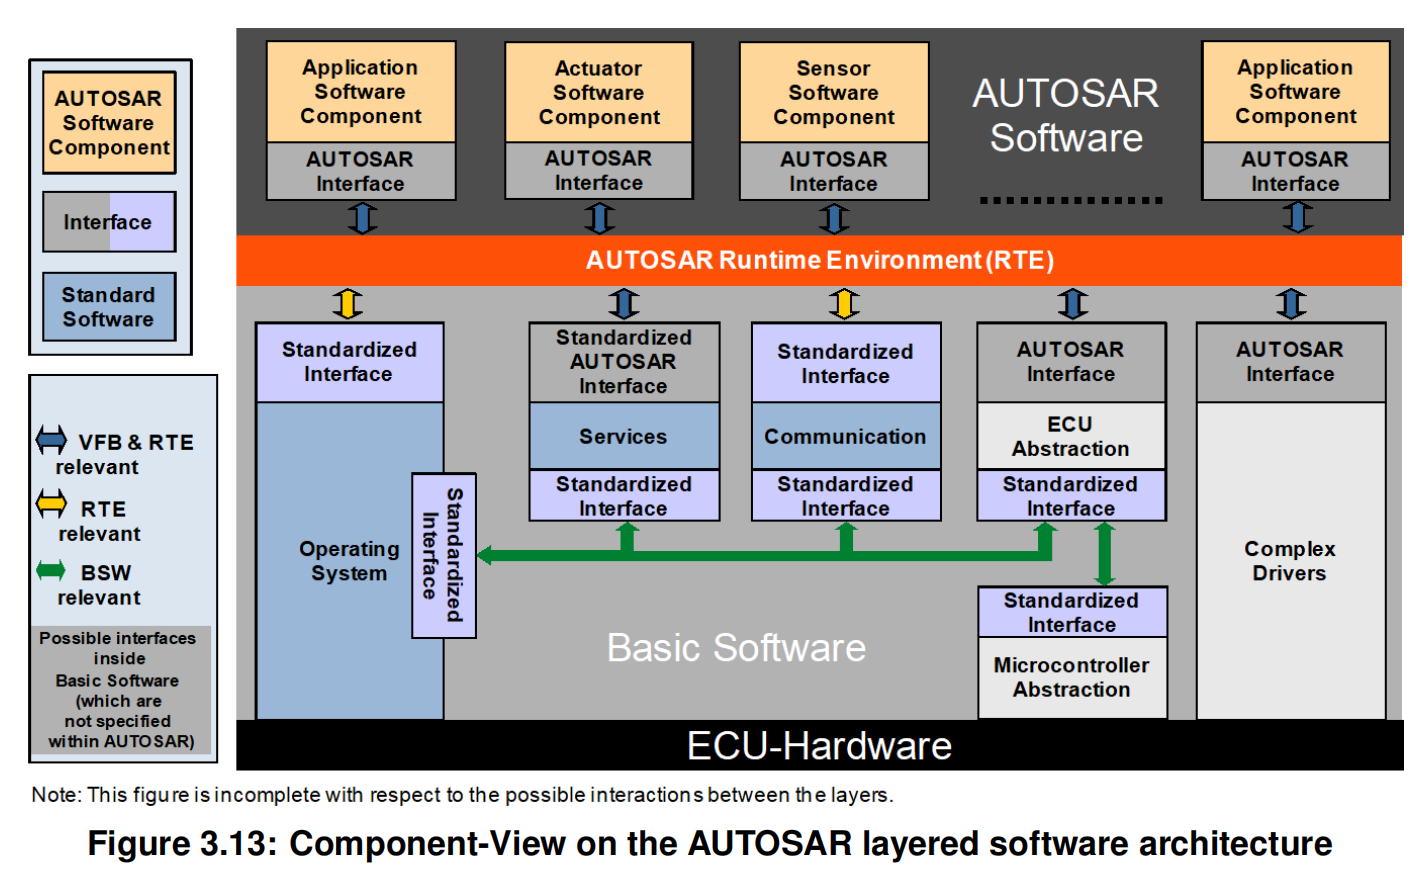 AUTOSAR
Software
Component
Interface
Standard
Software
VFB & RTE
relevant
RTE
relevant
BSW
relevant
Possible interfaces
inside
Basic Software
(which are
not specified
within AUTOSAR)
Application
Software
Component
AUTOSAR
Interface
Actuator
Software
Component
AUTOSAR
Interface
Sensor
Software
Component
AUTOSAR
Interface
AUTOSAR
Software
Application
Software
Component
AUTOSAR
Interface
AUTOSAR Runtime Environment (RTE)
Standardized
Interface
Operating
System
Standardized
Interface
Standardized
AUTOSAR
Interface
Services
Standardized
Interface
Standardized
Interface
Communication
Standardized
Interface
AUTOSAR
Interface
ECU
Abstraction
Standardized
Interface
Standardized
Interface
Microcontroller
Abstraction
AUTOSAR
Interface
Complex
Drivers
Basic Software
ECU-Hardware
Note: This figure is incomplete with respect to the possible interactions between the layers.
Figure 3.13: Component-View on the AUTOSAR layered software architecture